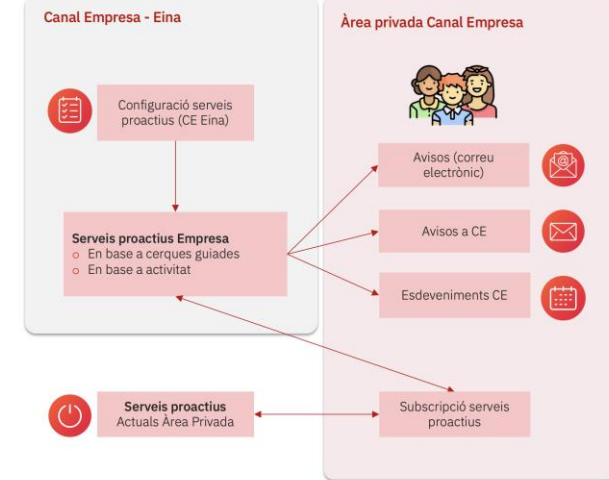 Canal Empresa - Eina
Àrea privada Canal Empresa
Configuració serveis
proactius (CE Eina)
Avisos (correu
electrònic)
Serveis proactius Empresa
En base a cerques guiades
En base a activitat
Avisos a CE
Esdeveniments CE
Serveis proactius
Actuals Àrea Privada
Subscripció serveis
proactius